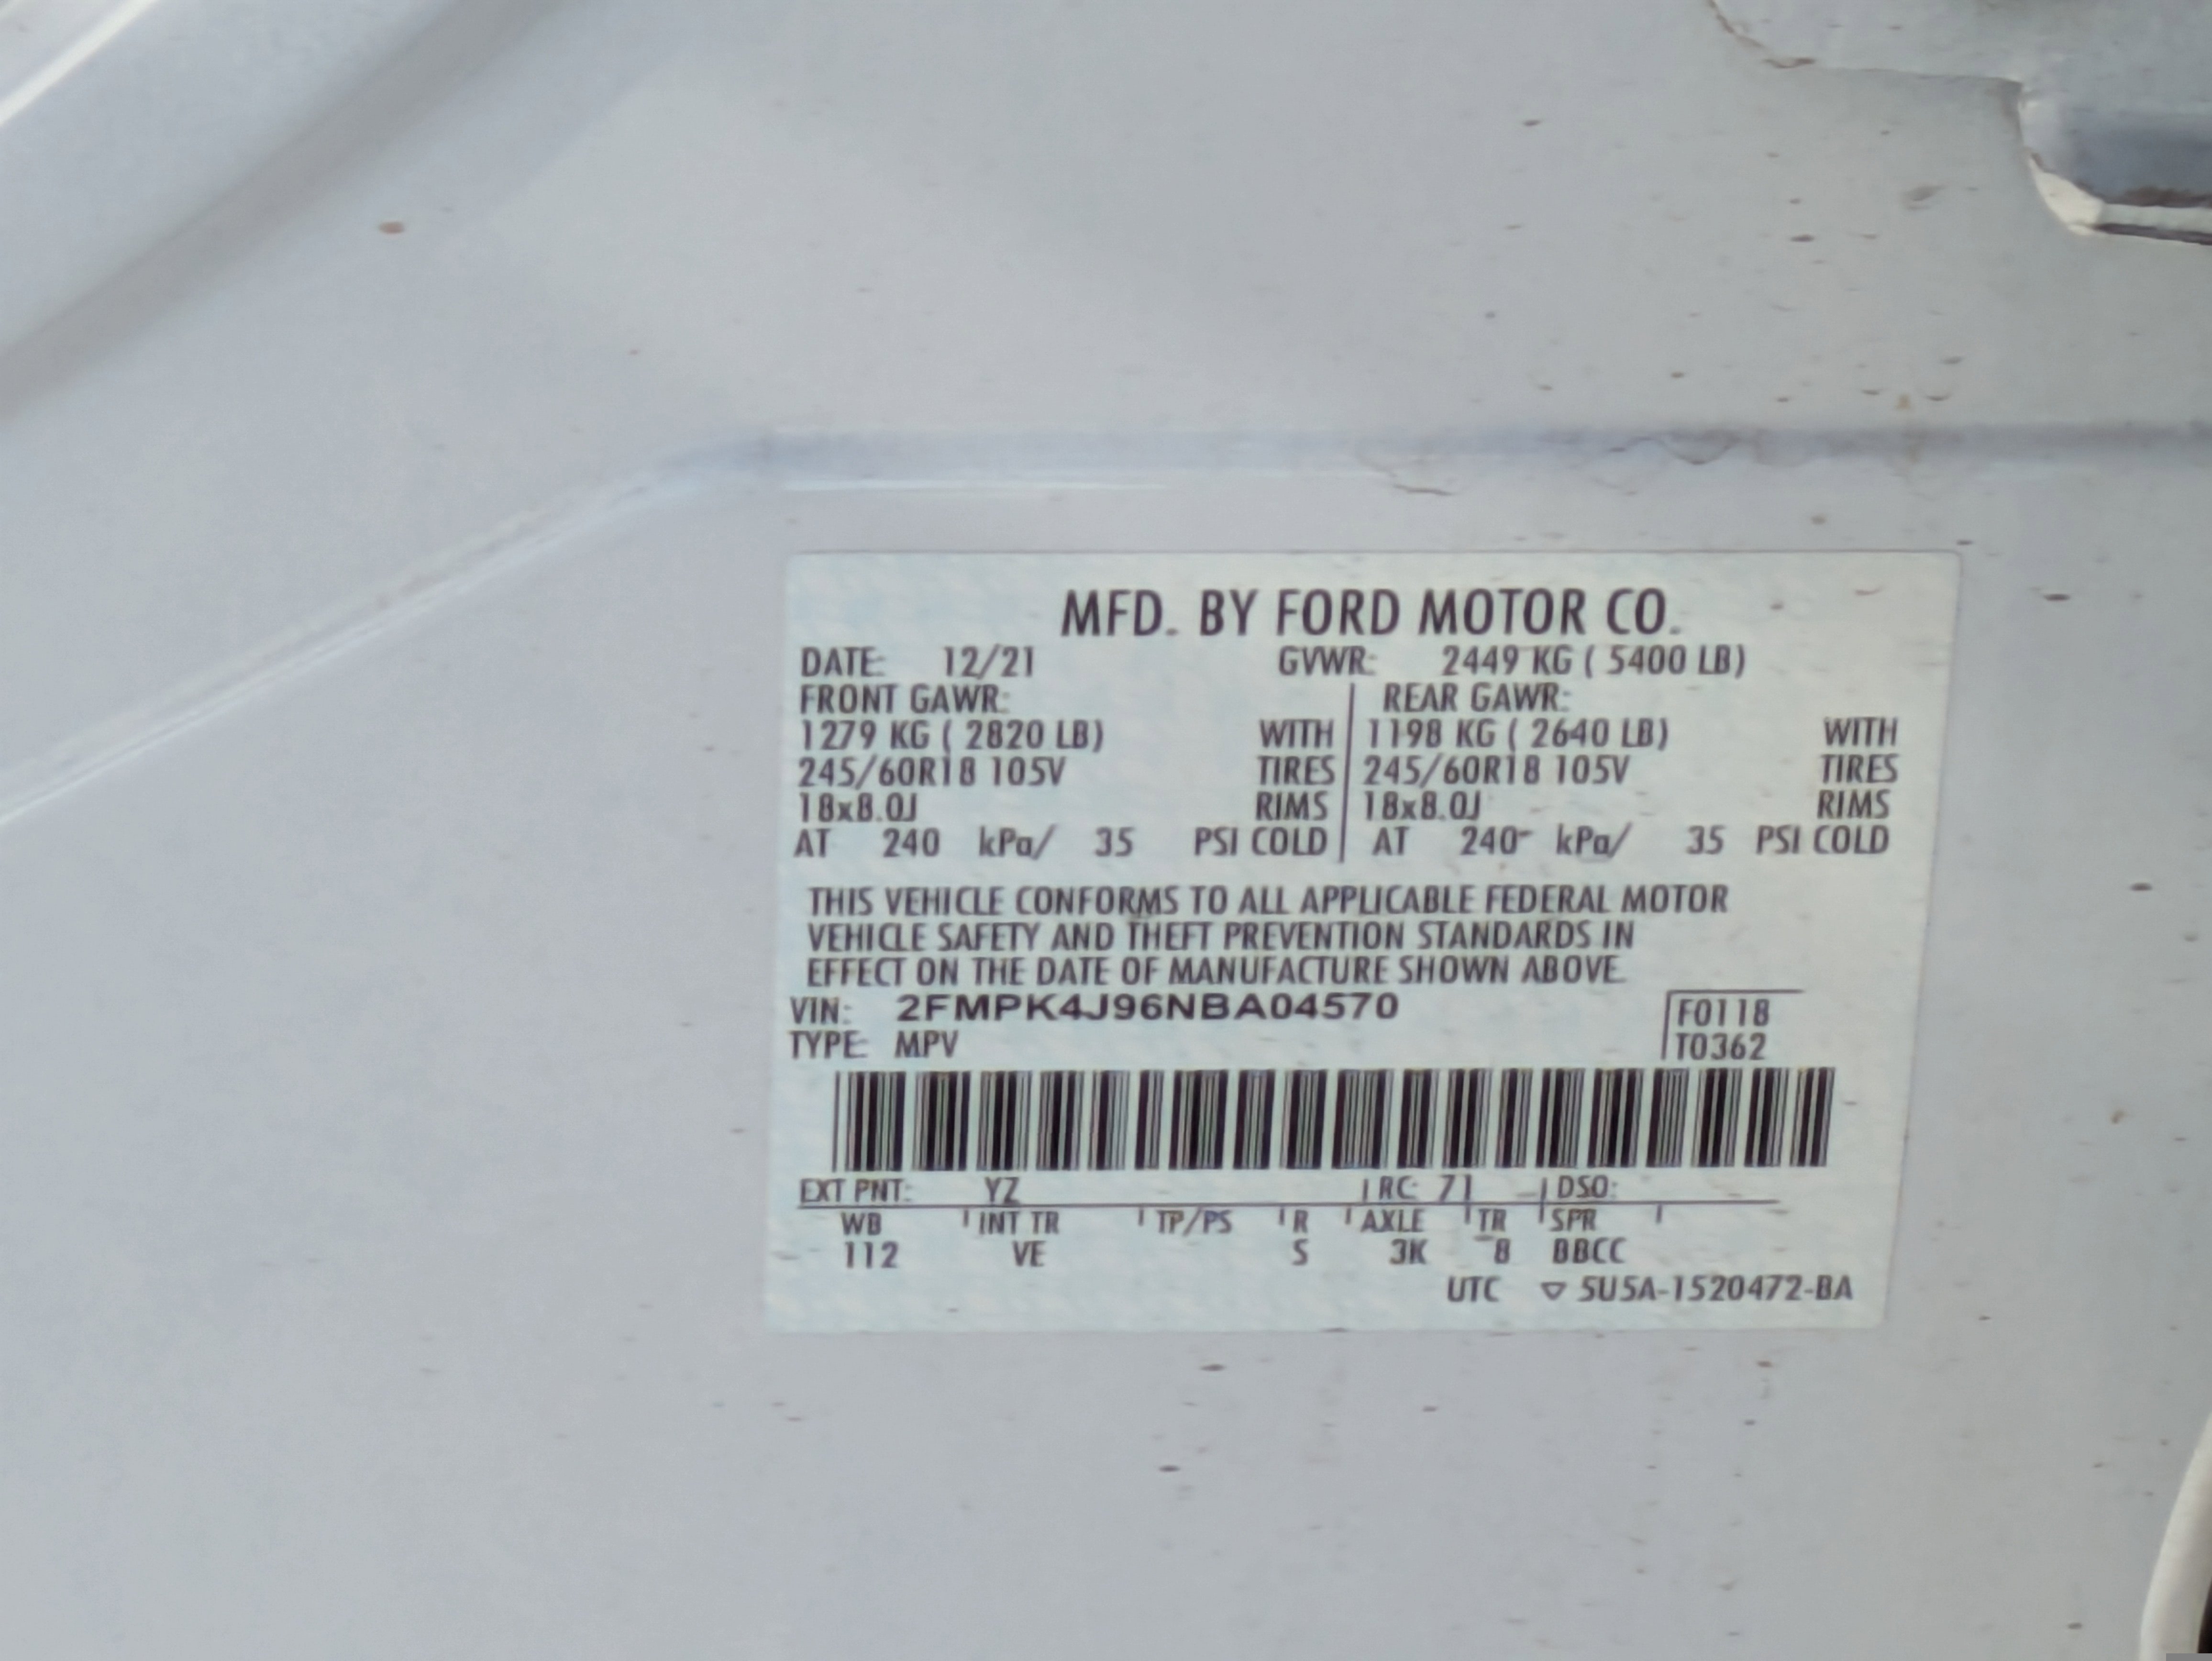 MFD. BY FORD MOTOR CO.
DATE: 12/21 GVWR: 2449 KG ( 5400 LB)
FRONT GAWR: REAR GAWR:
1279 KG ( 2820 LB) WITH 1198 KG ( 2640 LB) WITH
245/60R18 105V TIRES 245/60R18 105V TIRES
18x8.0J RIMS 18x8.0J RIMS
AT 240 kPa/ 35 PSI COLD AT 240 kPa/ 35 PSI COLD
THIS VEHICLE CONFORMS TO ALL APPLICABLE FEDERAL MOTOR
VEHICLE SAFETY AND THEFT PREVENTION STANDARDS IN
EFFECT ON THE DATE OF MANUFACTURE SHOWN ABOVE.
VIN: 2FMPK4J96NBA04570 F0118
TYPE: MPV T0362
EXT PNT: YZ RC: 71 DSO:
WB INT TR TP/PS R AXLE TR SPR
112 VE S 3K 8 BBCC
UTC ▽ 5U5A-1520472-BA